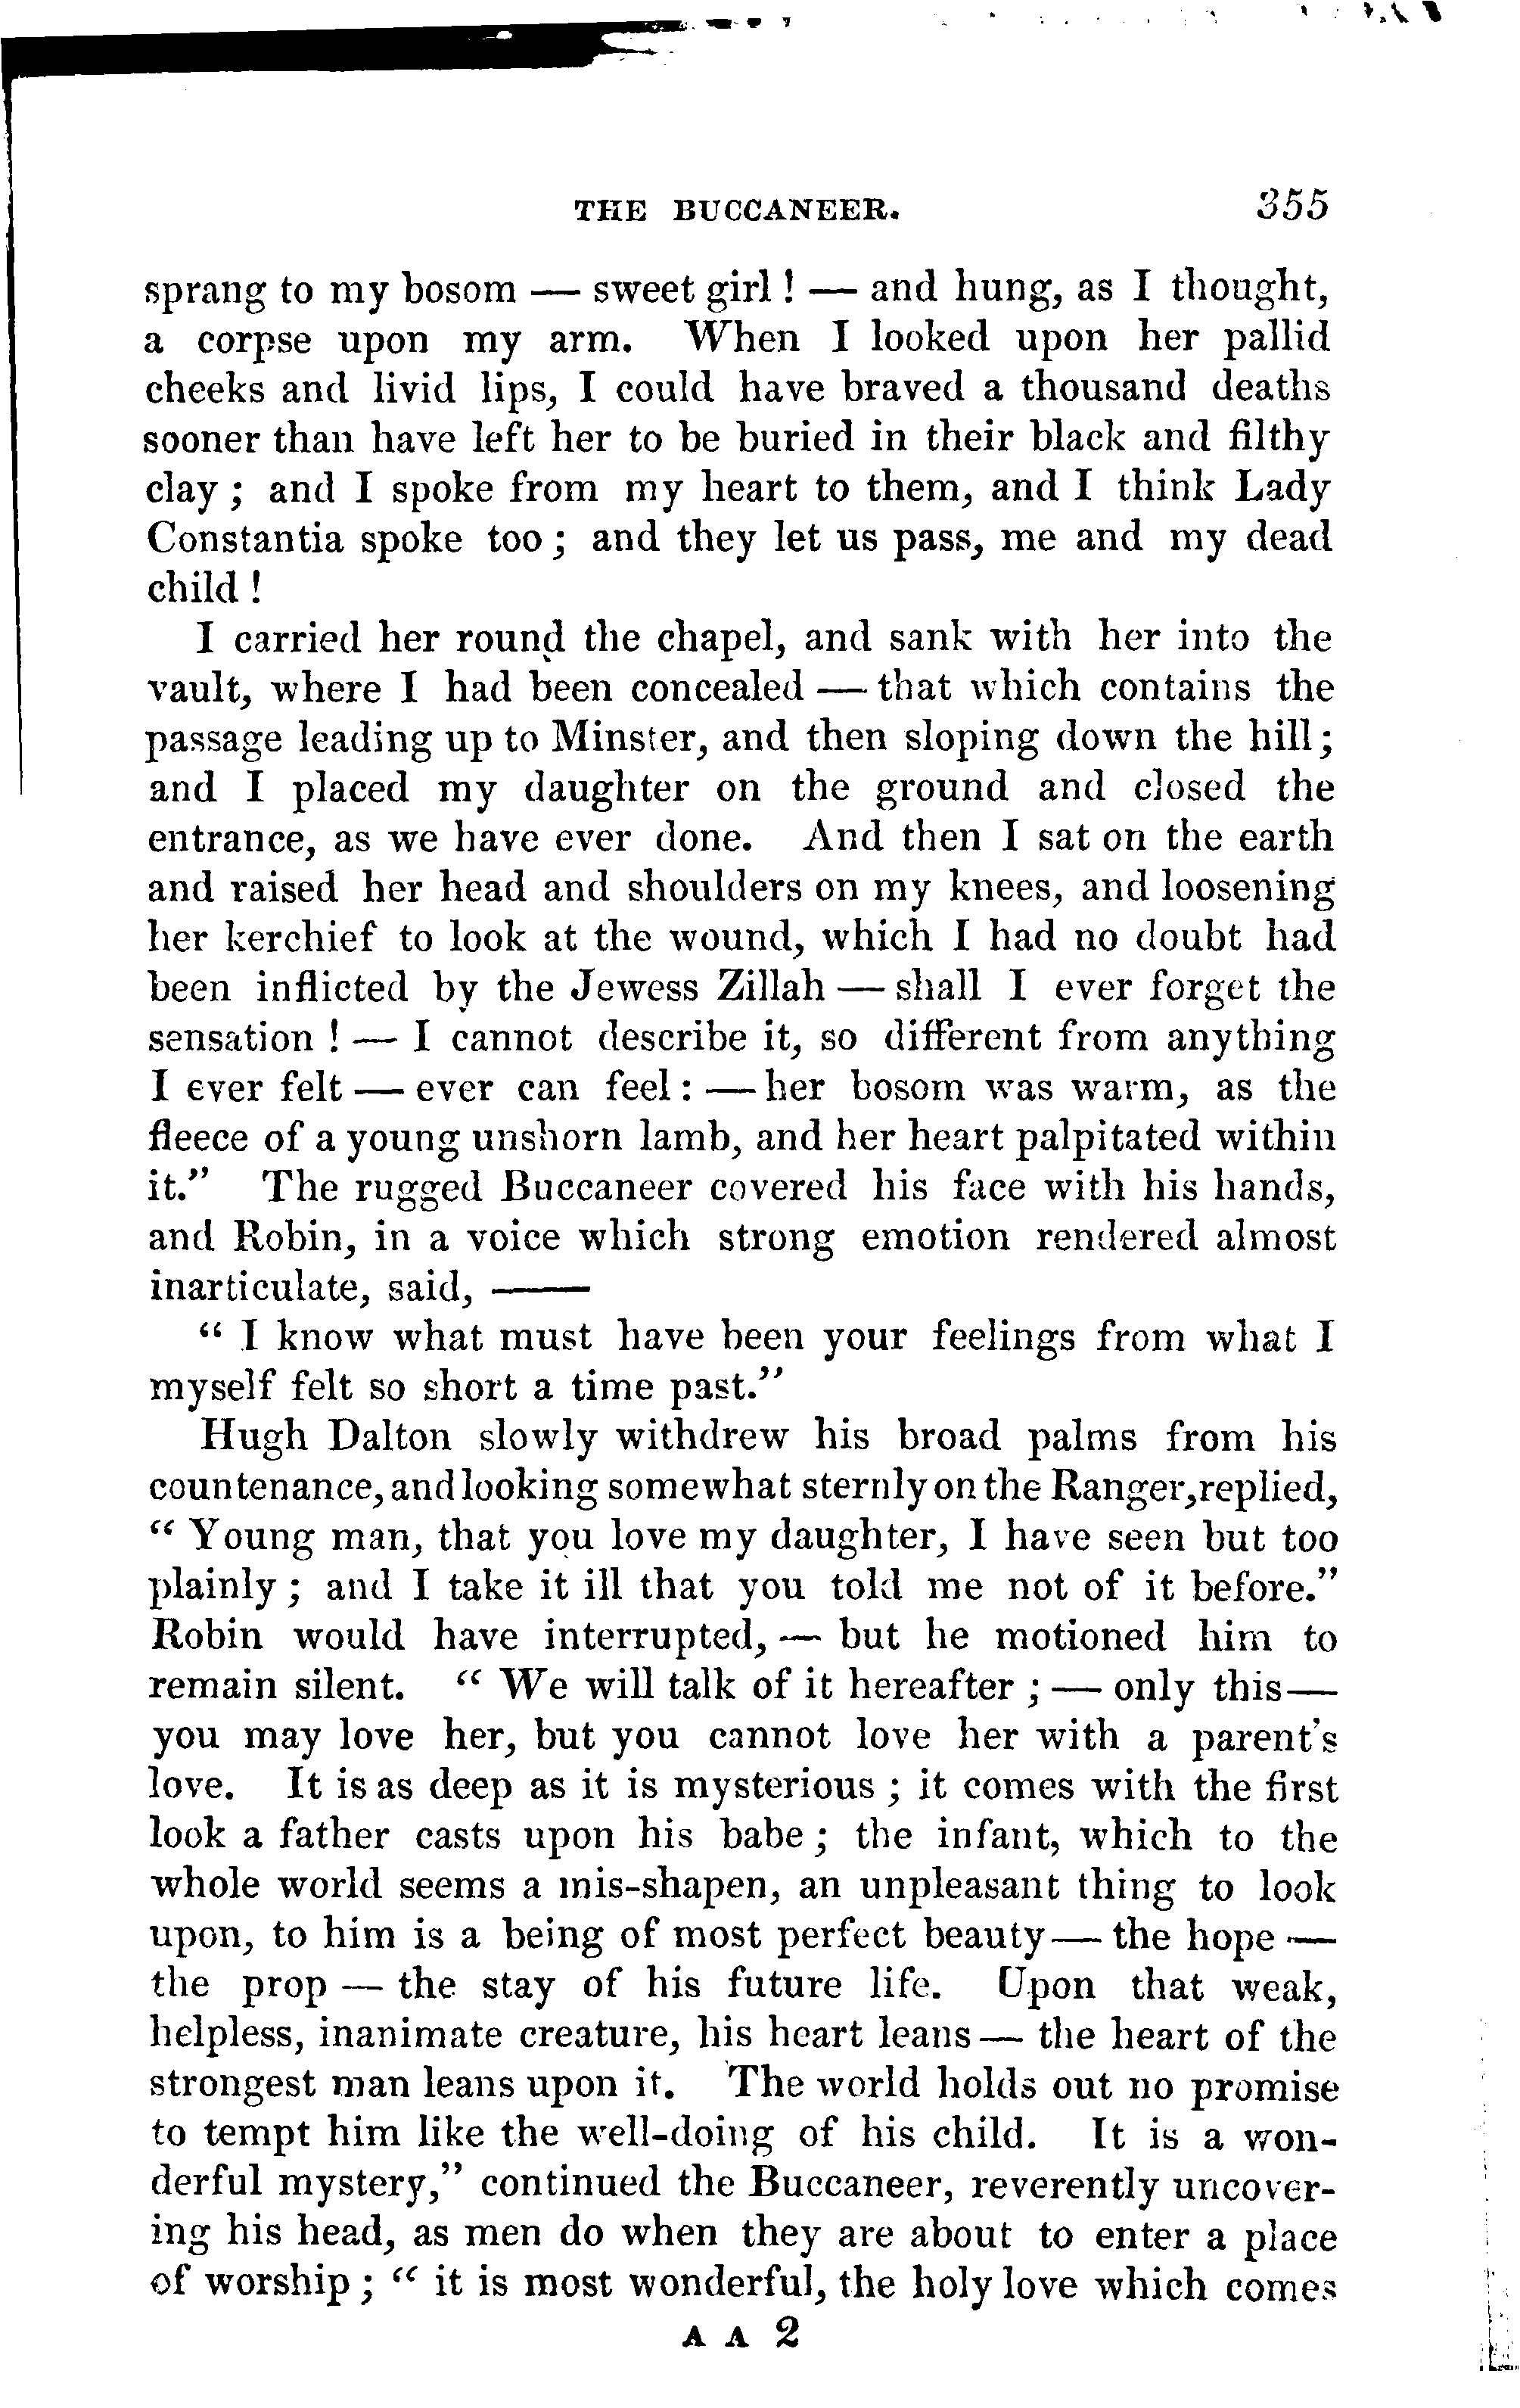 THE BUCCANEER. 355
sprang to my bosom — sweet girl ! — and hung, as I thought,
a corpse upon my arm. When I looked upon her pallid
cheeks and livid lips, I could have braved a thousand deaths
sooner than have left her to be buried in their black and filthy
clay ; and I spoke from my heart to them, and I think Lady
Constantia spoke too ; and they let us pass, me and my dead
child !
I carried her round the chapel, and sank with her into the
vault, where I had been concealed — that which contains the
passage leading up to Minster, and then sloping down the hill ;
and I placed my daughter on the ground and closed the
entrance, as we have ever done. And then I sat on the earth
and raised her head and shoulders on my knees, and loosening
her kerchief to look at the wound, which I had no doubt had
been inflicted by the Jewess Zillah — shall I ever forget the
sensation ! — I cannot describe it, so different from anything
I ever felt — ever can feel : — her bosom was warm, as the
fleece of a young unshorn lamb, and her heart palpitated within
it." The rugged Buccaneer covered his face with his hands,
and Robin, in a voice which strong emotion rendered almost
inarticulate, said, ——
" I know what must have been your feelings from what I
myself felt so short a time past."
Hugh Dalton slowly withdrew his broad palms from his
countenance, and looking somewhat sternly on the Ranger, replied,
" Young man, that you love my daughter, I have seen but too
plainly ; and I take it ill that you told me not of it before."
Robin would have interrupted, — but he motioned him to
remain silent. " We will talk of it hereafter ; — only this —
you may love her, but you cannot love her with a parent's
love. It is as deep as it is mysterious ; it comes with the first
look a father casts upon his babe ; the infant, which to the
whole world seems a mis-shapen, an unpleasant thing to look
upon, to him is a being of most perfect beauty — the hope —
the prop — the stay of his future life. Upon that weak,
helpless, inanimate creature, his heart leans — the heart of the
strongest man leans upon it. The world holds out no promise
to tempt him like the well-doing of his child. It is a won-
derful mystery," continued the Buccaneer, reverently uncover-
ing his head, as men do when they are about to enter a place
of worship ; " it is most wonderful, the holy love which comes
A A 2